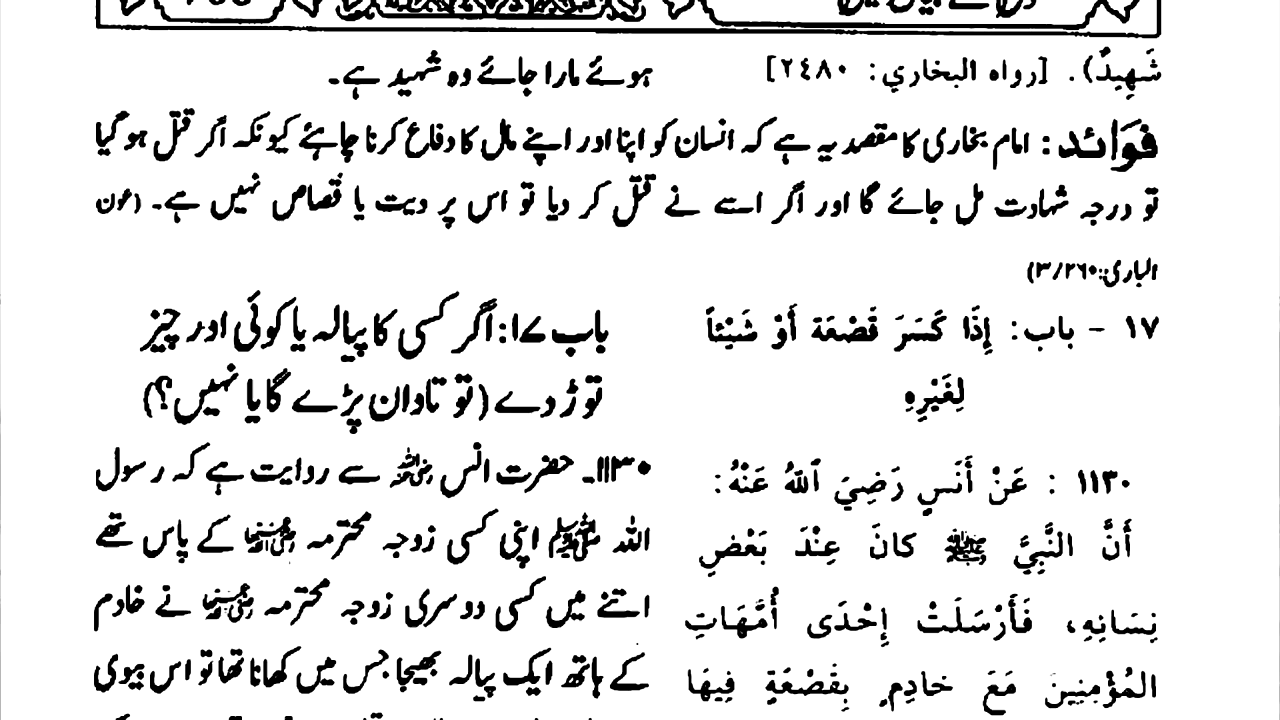 شَهِيدٌ). [رواه البخاري: ٢٤٨٠]
ہوئے مارا جائے وہ شہید ہے۔
فَوَائد: امام بخاری کا مقصد یہ ہے کہ انسان کو اپنا اور اپنے مال کا دفاع کرنا چاہئے کیونکہ اگر قتل ہو گیا
تو درجہ شہادت مل جائے گا اور اگر اسے نے قتل کر دیا تو اس پر دیت یا قصاص نہیں ہے۔ (عون
الباری:۳/۲۶۰)
١٧ - باب: إِذَا كَسَرَ قَصْعَة أَوْ شَيْئاً
لِغَيْرِهِ
باب ۱۷: اگر کسی کا پیالہ یا کوئی اور چیز
توڑ دے (تو تاوان پڑے گا یا نہیں؟)
١١٣٠ : عَنْ أَنَسٍ رَضِيَ ٱللهُ عَنْهُ:
أَنَّ النَّبِيَّ ﷺ كانَ عِنْدَ بَعْضِ
نِسَائِهِ، فَأَرْسَلَتْ إِحْدَى أُمَّهَاتِ
المُؤْمِنِينَ مَعَ خادِمٍ بِقَصْعَةٍ فِيهَا
۱۱۳۰۔ حضرت انس رضی اللہ عنہ سے روایت ہے کہ رسول
اللہ ﷺ اپنی کسی زوجہ محترمہ رضی اللہ عنہا کے پاس تھے
اتنے میں کسی دوسری زوجہ محترمہ رضی اللہ عنہا نے خادم
کے ہاتھ ایک پیالہ بھیجا جس میں کھانا تھا تو اس بیوی